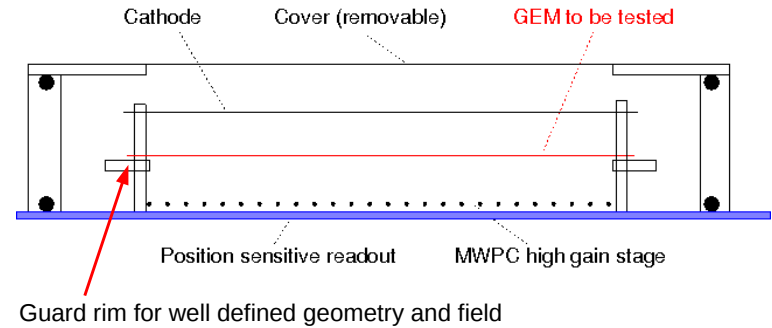 Cathode
Cover (removable)
GEM to be tested
Position sensitive readout
MWPC high gain stage
Guard rim for well defined geometry and field